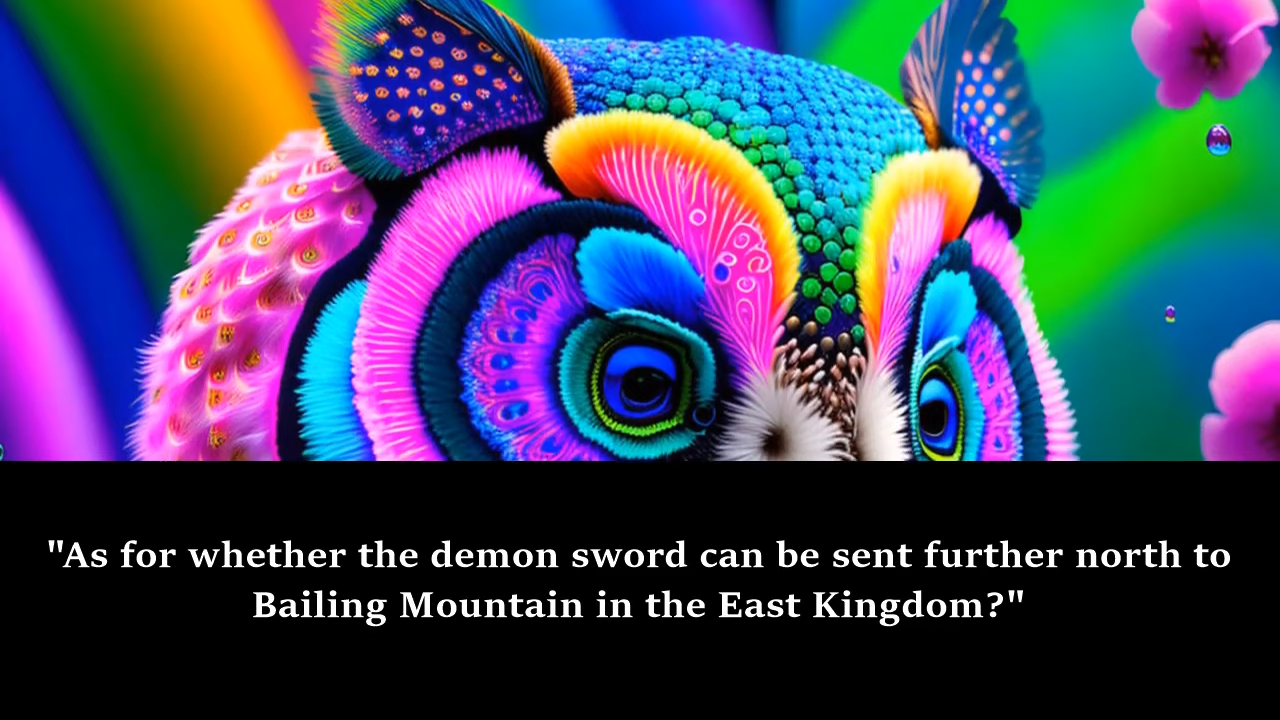 "As for whether the demon sword can be sent further north to
Bailing Mountain in the East Kingdom?"